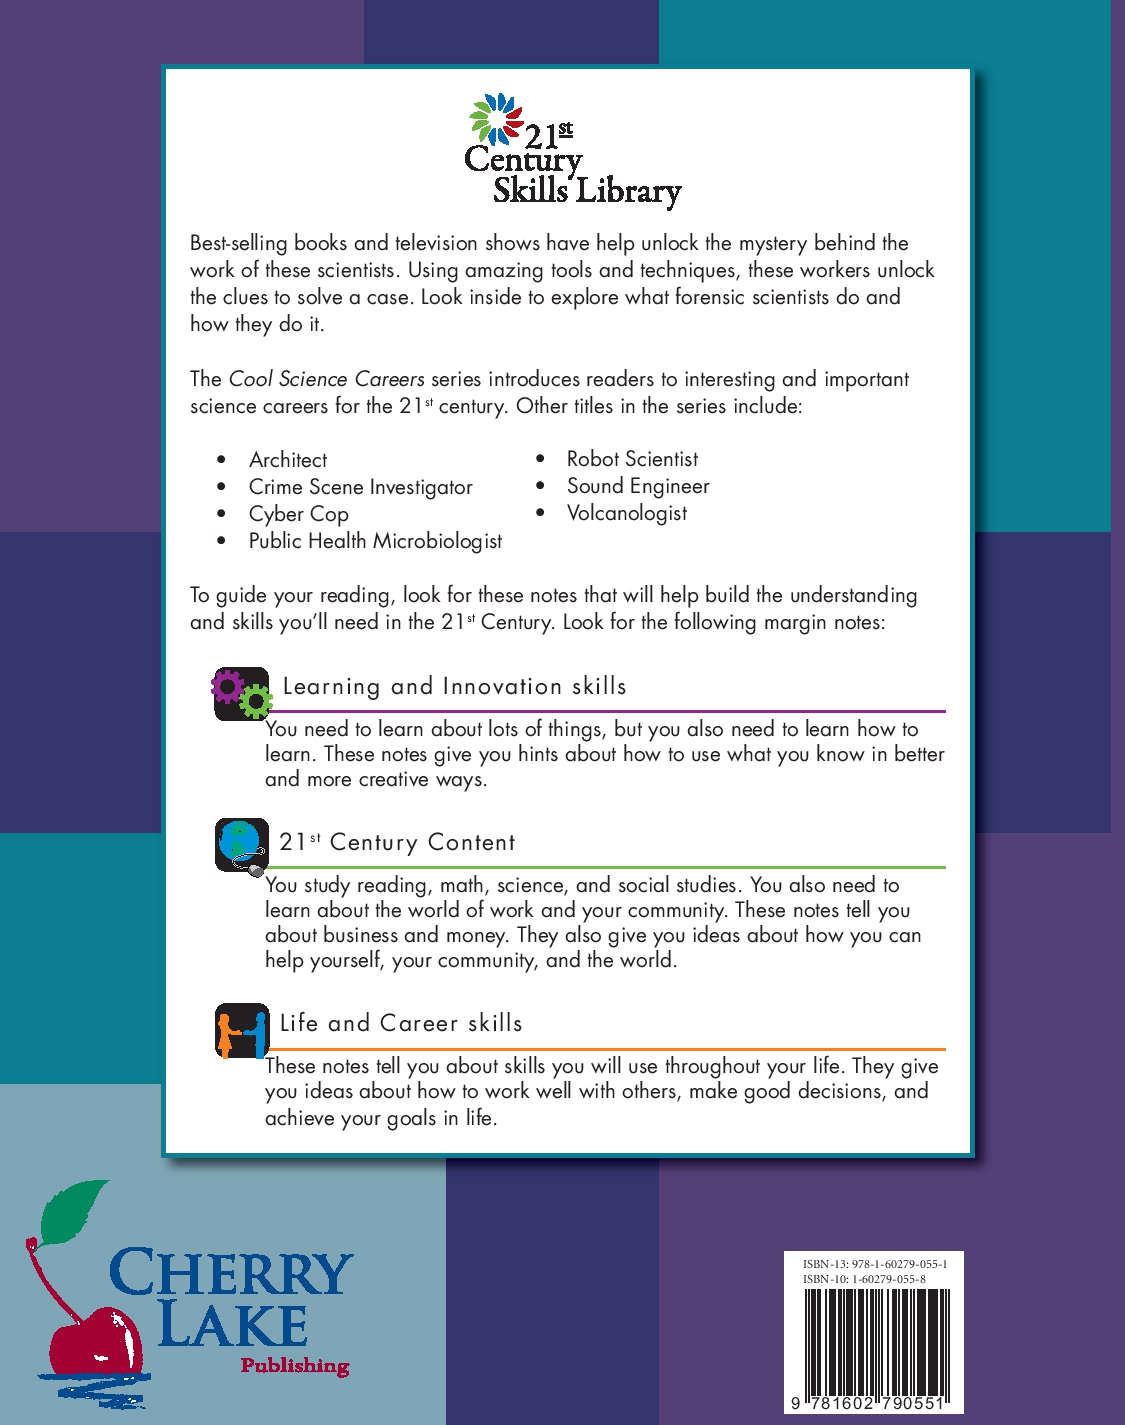 21st
Century
Skills Library
Best-selling books and television shows have help unlock the mystery behind the
work of these scientists. Using amazing tools and techniques, these workers unlock
the clues to solve a case. Look inside to explore what forensic scientists do and
how they do it.
The Cool Science Careers series introduces readers to interesting and important
science careers for the 21st century. Other titles in the series include:
• Architect
• Crime Scene Investigator
• Cyber Cop
• Public Health Microbiologist
• Robot Scientist
• Sound Engineer
• Volcanologist
To guide your reading, look for these notes that will help build the understanding
and skills you’ll need in the 21st Century. Look for the following margin notes:
Learning and Innovation skills
You need to learn about lots of things, but you also need to learn how to
learn. These notes give you hints about how to use what you know in better
and more creative ways.
21st Century Content
You study reading, math, science, and social studies. You also need to
learn about the world of work and your community. These notes tell you
about business and money. They also give you ideas about how you can
help yourself, your community, and the world.
Life and Career skills
These notes tell you about skills you will use throughout your life. They give
you ideas about how to work well with others, make good decisions, and
achieve your goals in life.
CHERRY
LAKE
Publishing
ISBN-13: 978-1-60279-055-1
ISBN-10: 1-60279-055-8
9 781602 790551